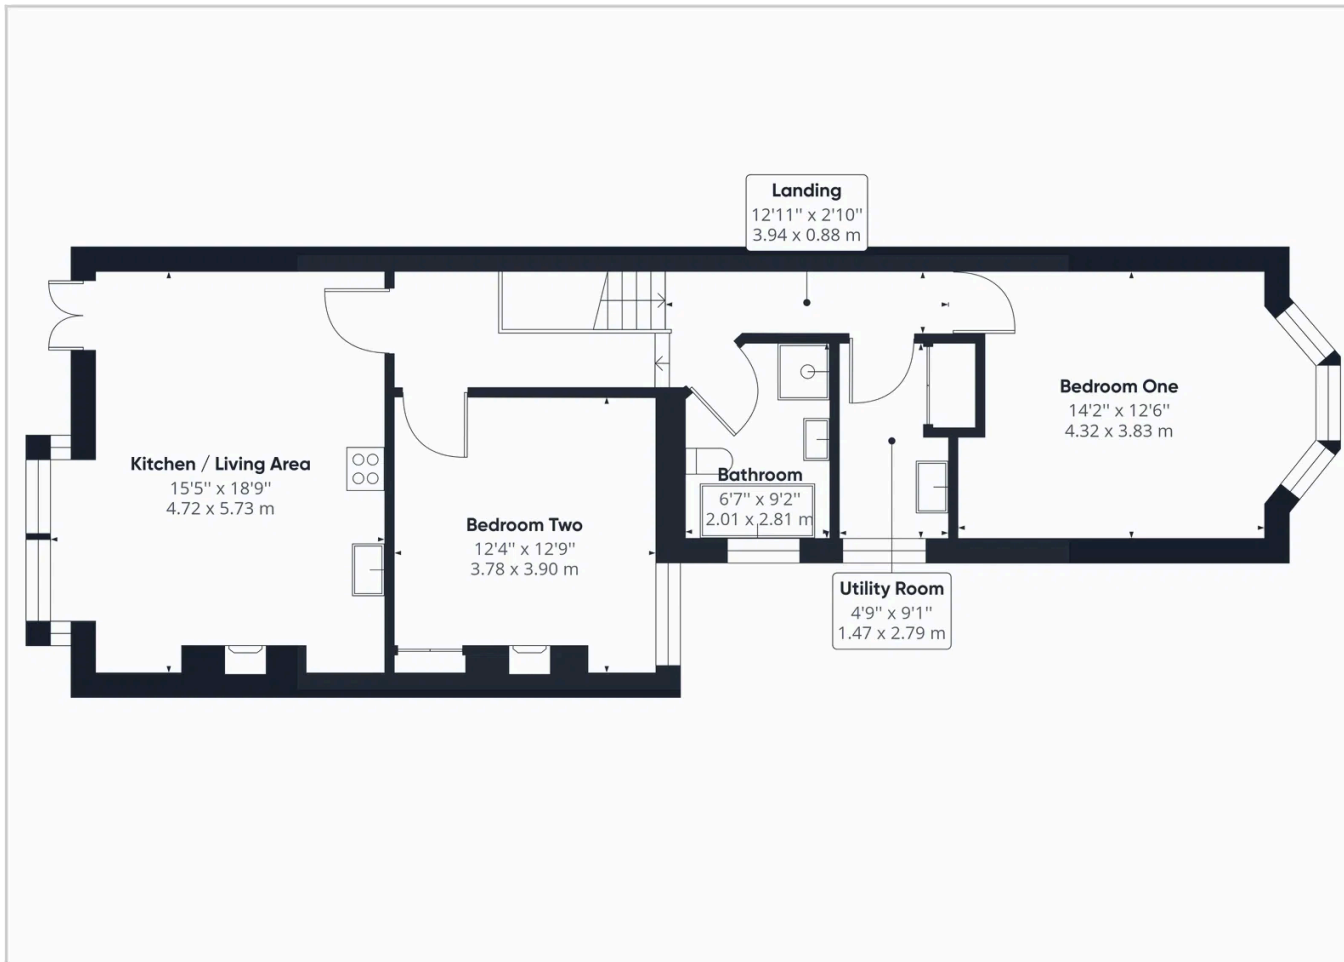 Landing
12'11'' x 2'10''
3.94 x 0.88 m
Bedroom One
14'2'' x 12'6''
4.32 x 3.83 m
Kitchen / Living Area
15'5'' x 18'9''
4.72 x 5.73 m
Bathroom
6'7'' x 9'2''
2.01 x 2.81 m
Bedroom Two
12'4'' x 12'9''
3.78 x 3.90 m
Utility Room
4'9'' x 9'1''
1.47 x 2.79 m